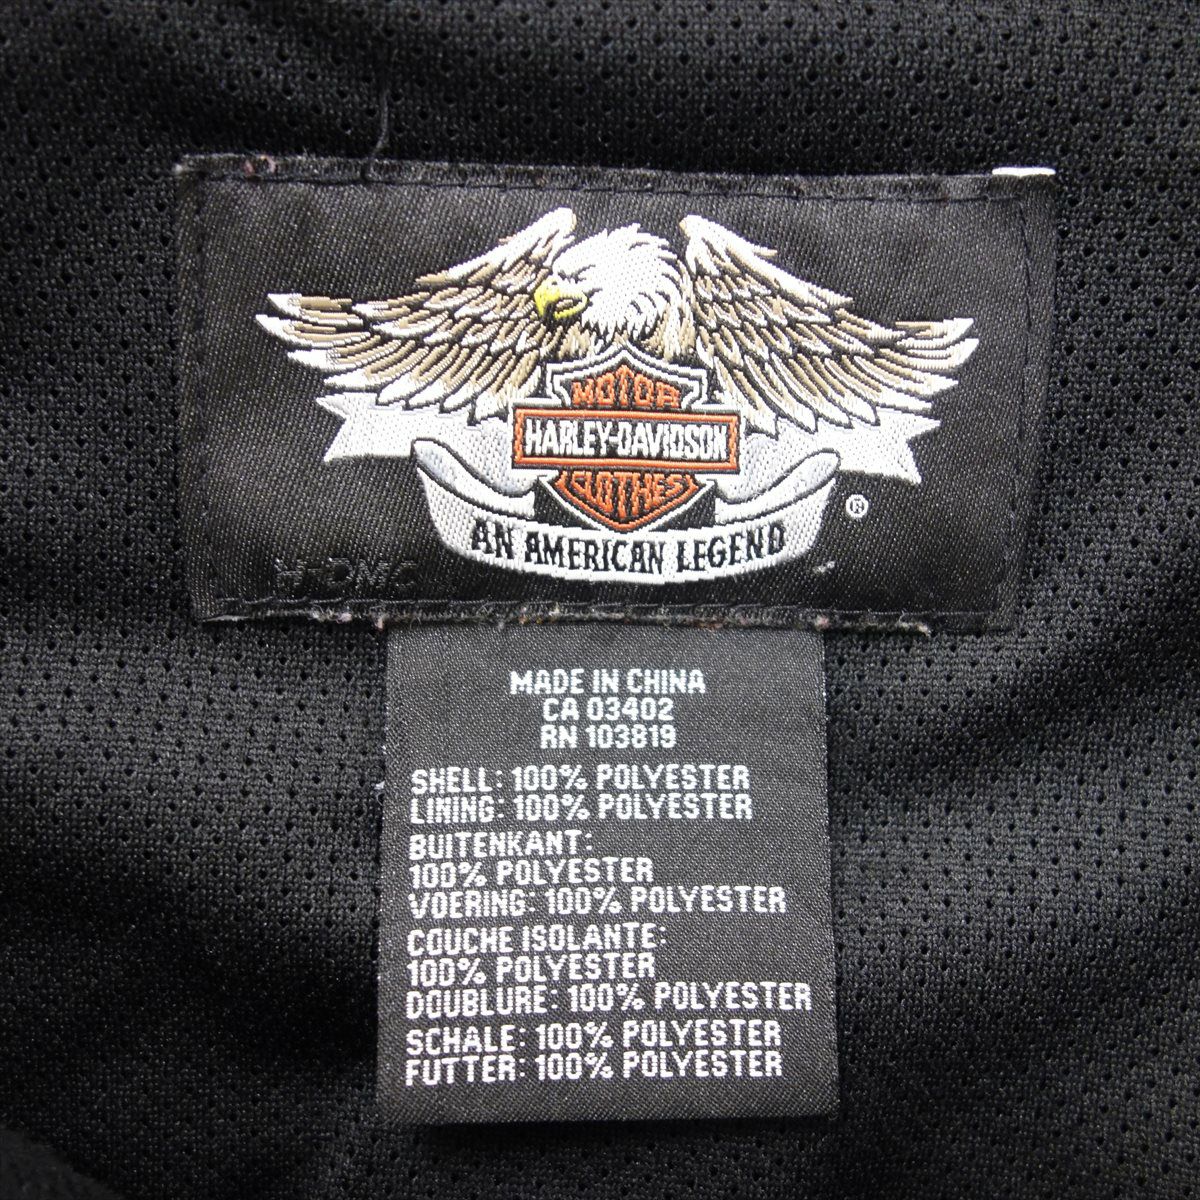 MOTOR
HARLEY-DAVIDSON
CLOTHES
AN AMERICAN LEGEND
®
MADE IN CHINA
CA 03402
RN 103819
SHELL: 100% POLYESTER
LINING: 100% POLYESTER
BUITENKANT:
100% POLYESTER
VOERING: 100% POLYESTER
COUCHE ISOLANTE:
100% POLYESTER
DOUBLURE: 100% POLYESTER
SCHALE: 100% POLYESTER
FUTTER: 100% POLYESTER